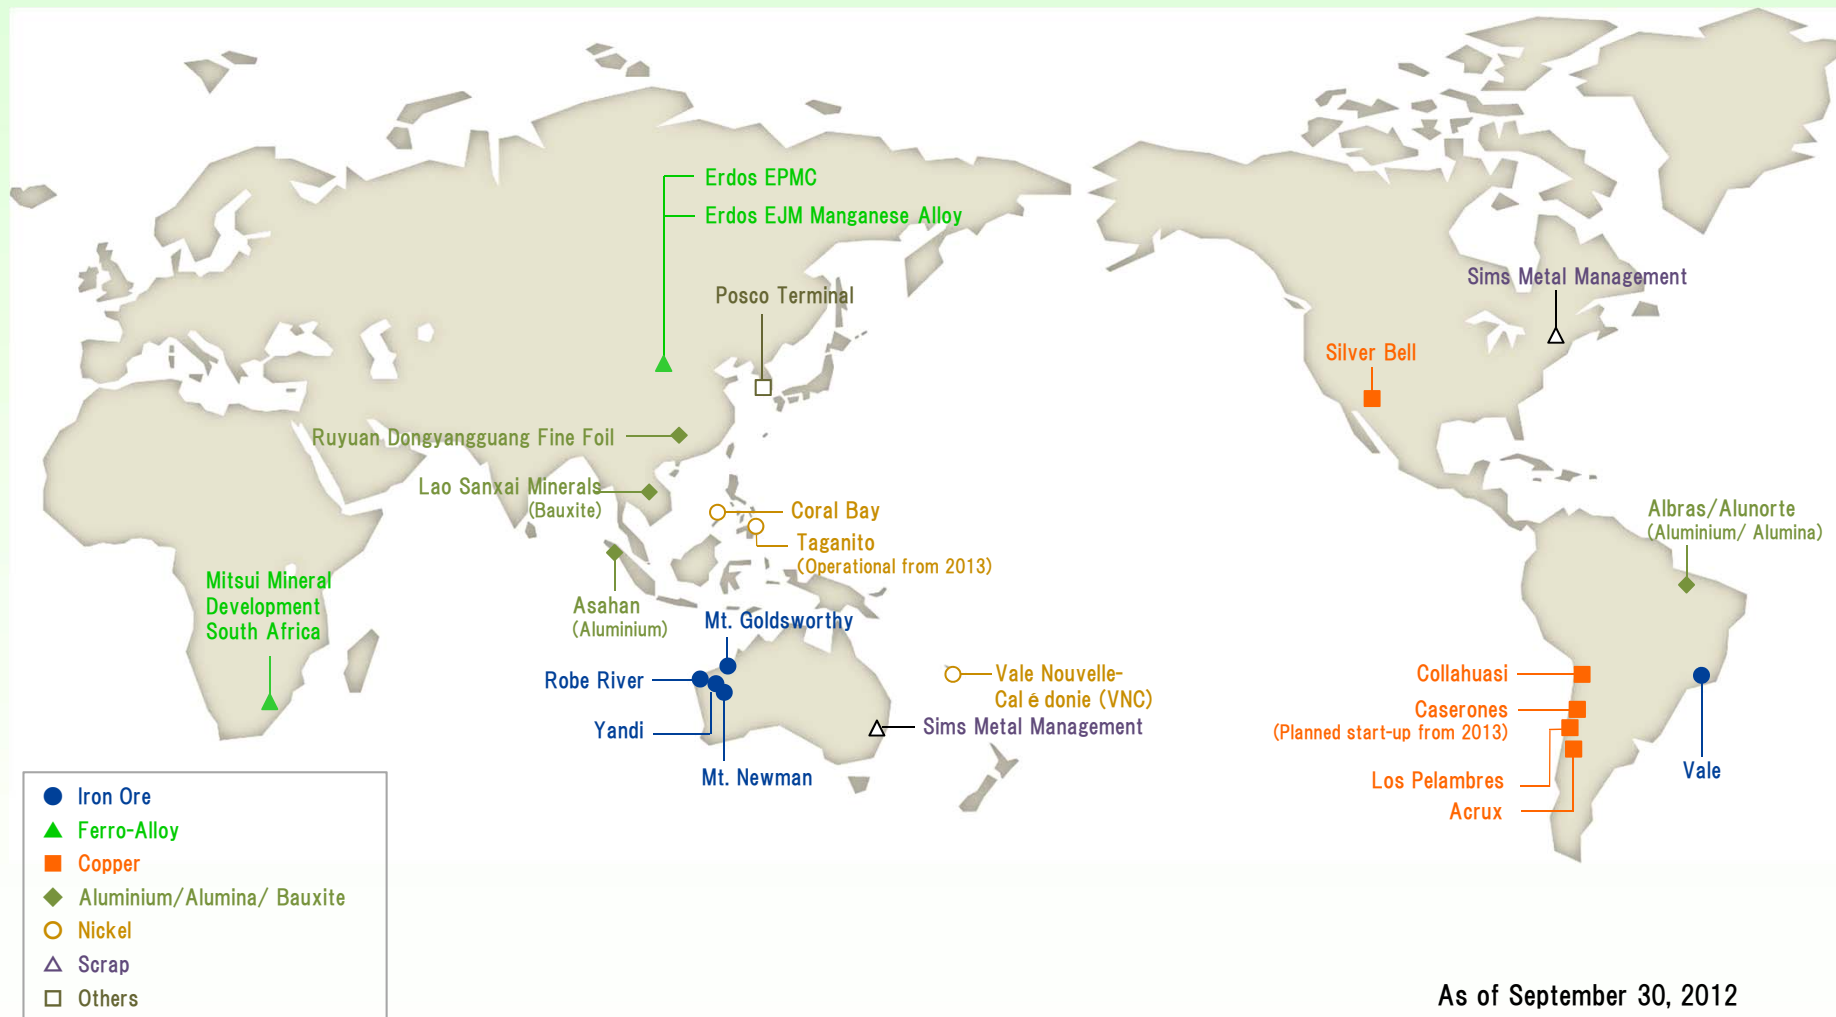 Erdos EPMC
Erdos EJM Manganese Alloy
Posco Terminal
Sims Metal Management
Silver Bell
Ruyuan Dongyangguang Fine Foil
Lao Sanxai Minerals
(Bauxite)
Coral Bay
Taganito
(Operational from 2013)
Albras/Alunorte
(Aluminium/ Alumina)
Mitsui Mineral
Development
South Africa
Asahan
(Aluminium)
Mt. Goldsworthy
Robe River
Yandi
Mt. Newman
Vale Nouvelle-
Cal é donie (VNC)
Sims Metal Management
Collahuasi
Caserones
(Planned start-up from 2013)
Los Pelambres
Acrux
Vale
Iron Ore
Ferro-Alloy
Copper
Aluminium/Alumina/ Bauxite
Nickel
Scrap
Others
As of September 30, 2012